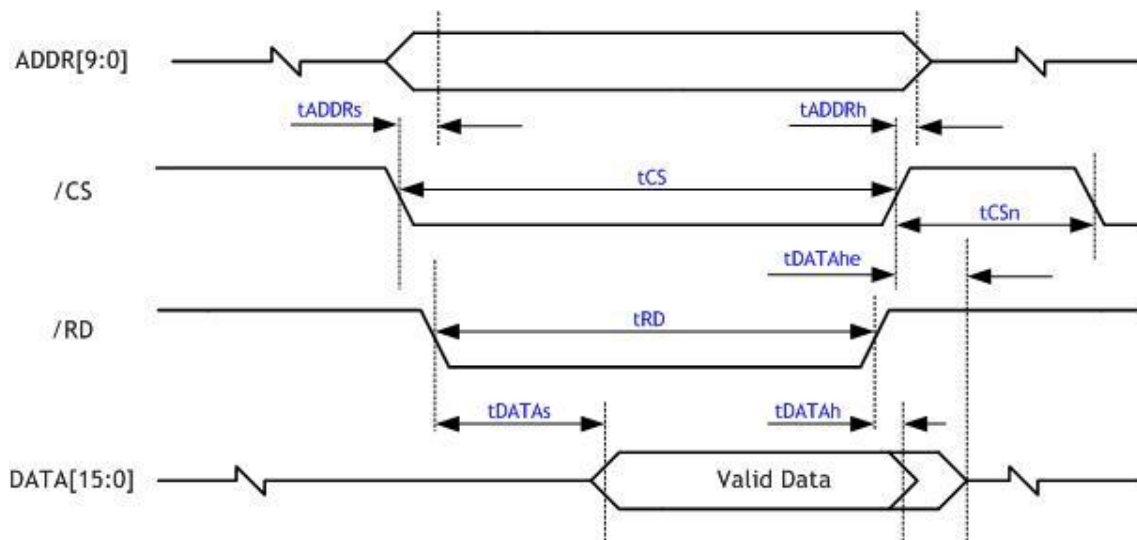 ADDR[9:0]
tADDRs
tADDRh
/CS
tCS
tCSn
tDATAhe
/RD
tRD
tDATAs
tDATAh
DATA[15:0]
Valid Data